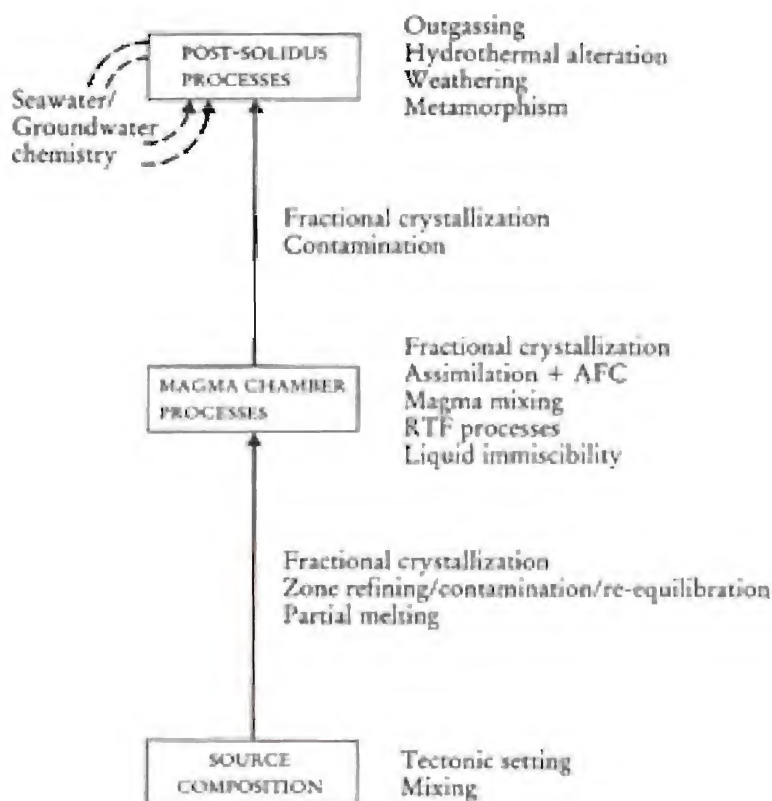 POST-SOLIDUS
PROCESSES
Outgassing
Hydrothermal alteration
Weathering
Metamorphism
Seawater/
Groundwater
chemistry
Fractional crystallization
Contamination
MAGMA CHAMBER
PROCESSES
Fractional crystallization
Assimilation + AFC
Magma mixing
RTF processes
Liquid immiscibility
Fractional crystallization
Zone refining/contamination/re-equilibration
Partial melting
SOURCE
COMPOSITION
Tectonic setting
Mixing